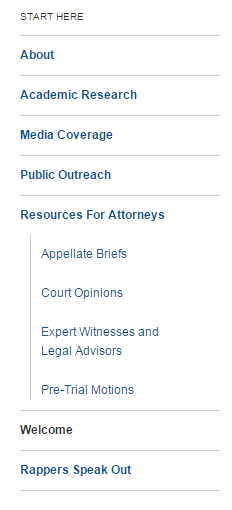 START HERE
About
Academic Research
Media Coverage
Public Outreach
Resources For Attorneys
Appellate Briefs
Court Opinions
Expert Witnesses and
Legal Advisors
Pre-Trial Motions
Welcome
Rappers Speak Out